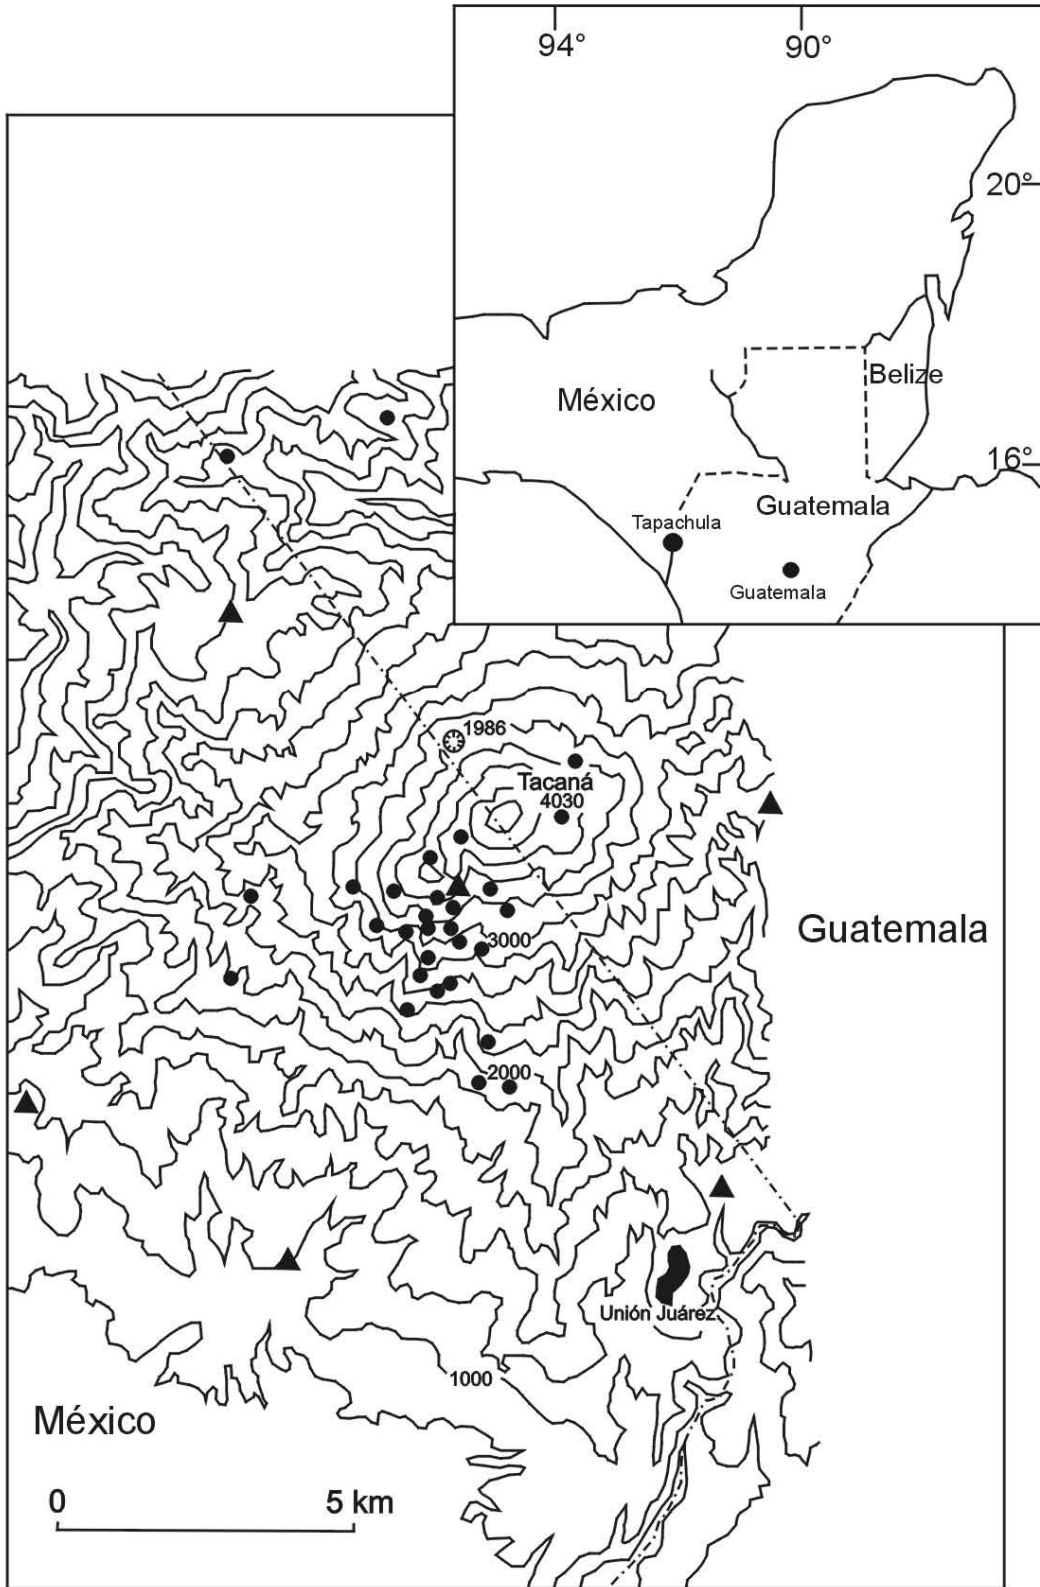 94°
90°
20°
Belize
México
16°
Guatemala
Tapachula
Guatemala
1986
Tacaná
4030
Guatemala
3000
2000
Unión Juárez
1000
México
0
5 km